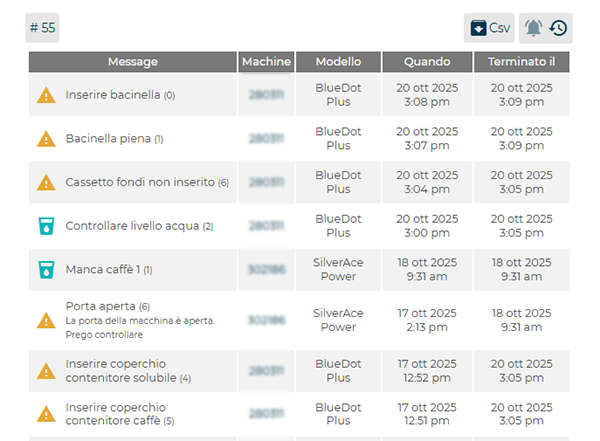 # 55
Csv
Message Machine Modello Quando Terminato il
Inserire bacinella (0)
BlueDot
Plus
20 ott 2025
3:08 pm
20 ott 2025
3:09 pm
Bacinella piena (1)
BlueDot
Plus
20 ott 2025
3:07 pm
20 ott 2025
3:09 pm
Cassetto fondi non inserito (6)
BlueDot
Plus
20 ott 2025
3:04 pm
20 ott 2025
3:05 pm
Controllare livello acqua (2)
BlueDot
Plus
20 ott 2025
3:00 pm
20 ott 2025
3:05 pm
Manca caffè 1 (1)
SilverAce
Power
18 ott 2025
9:31 am
18 ott 2025
9:31 am
Porta aperta (6)
La porta della macchina è aperta.
Prego controllare
SilverAce
Power
17 ott 2025
2:13 pm
18 ott 2025
9:31 am
Inserire coperchio
contenitore solubile (4)
BlueDot
Plus
17 ott 2025
12:52 pm
20 ott 2025
3:05 pm
Inserire coperchio
contenitore caffè (5)
BlueDot
Plus
17 ott 2025
12:51 pm
20 ott 2025
3:05 pm